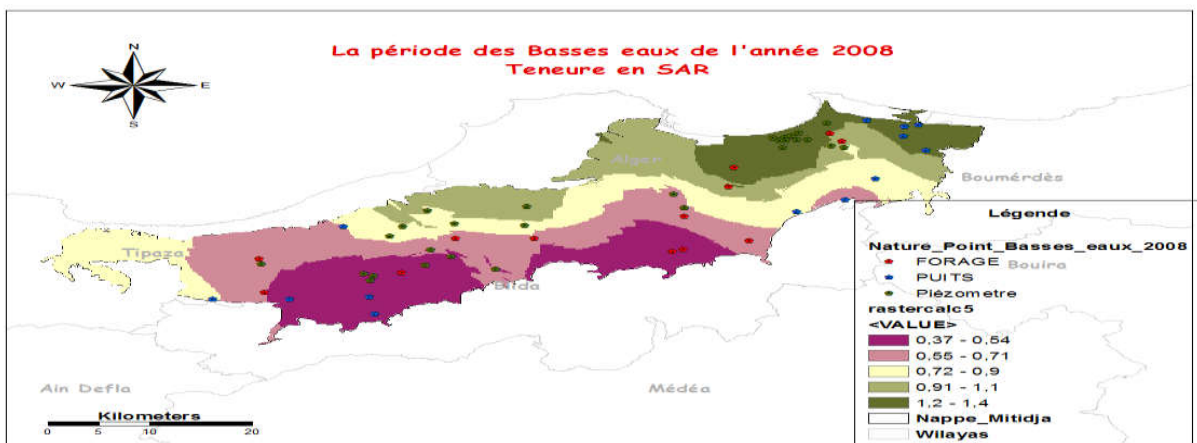 La période des Basses eaux de l'année 2008
Teneure en SAR
N
W
E
S
Alger
Boumérdès
Tipaza
Blida
Bouira
Ain Defla
Médéa
Légende
Nature_Point_Basses_eaux_2008
FORAGE
PUITS
Piézometre
rastercalc5
<VALUE>
0,37 - 0,54
0,55 - 0,71
0,72 - 0,9
0,91 - 1,1
1,2 - 1,4
Nappe_Mitidja
Wilayas
Kilometers
0 5 10 20